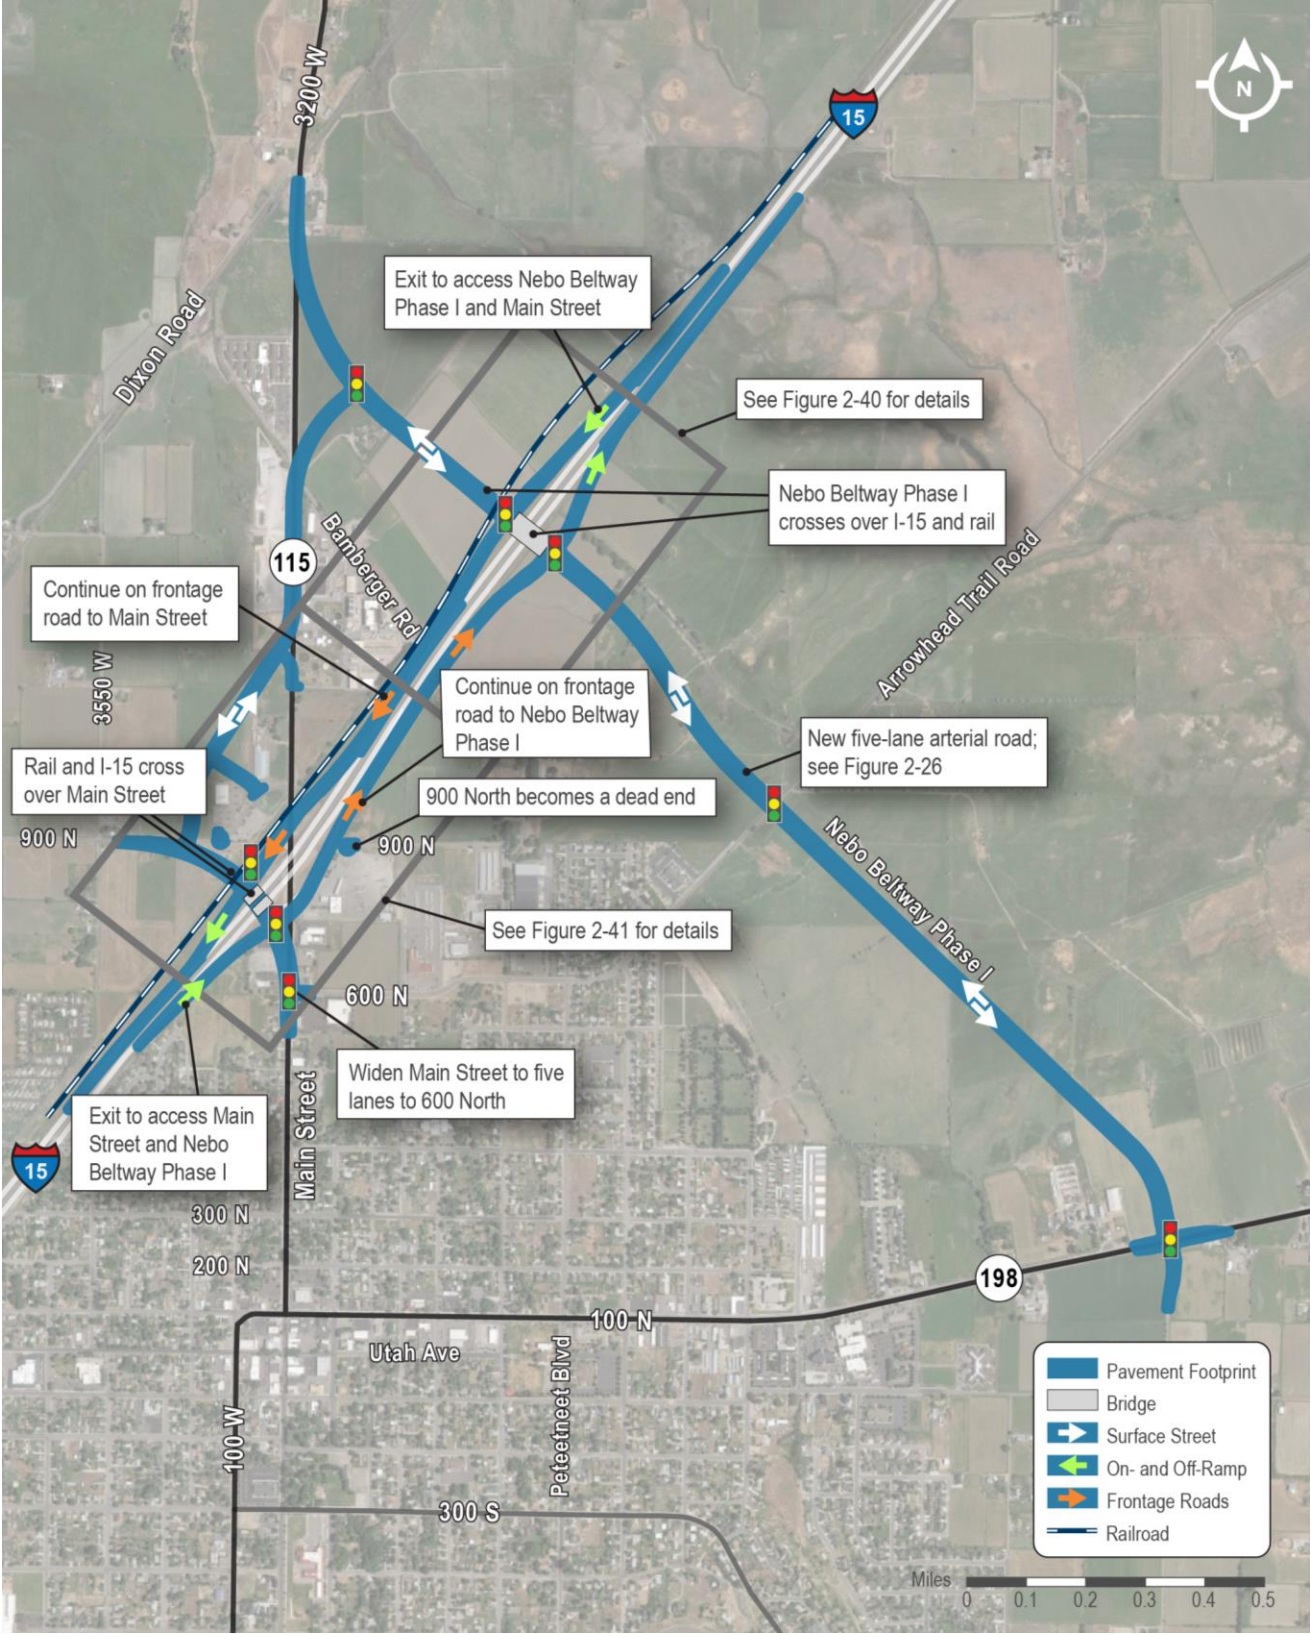 3200 W
N
15
Exit to access Nebo Beltway
Phase I and Main Street
Dixon Road
See Figure 2-40 for details
Nebo Beltway Phase I
crosses over I-15 and rail
115
Bamberger Rd
Continue on frontage
road to Main Street
Arrowhead Trail Road
3550 W
Continue on frontage
road to Nebo Beltway
Phase I
New five-lane arterial road;
see Figure 2-26
Rail and I-15 cross
over Main Street
900 North becomes a dead end
900 N
900 N
Nebo Beltway Phase I
See Figure 2-41 for details
600 N
Widen Main Street to five
lanes to 600 North
Main Street
Exit to access Main
Street and Nebo
Beltway Phase I
15
300 N
200 N
198
100 N
Utah Ave
Peteetneet Blvd
100 W
300 S
Pavement Footprint
Bridge
Surface Street
On- and Off-Ramp
Frontage Roads
Railroad
Miles
0 0.1 0.2 0.3 0.4 0.5